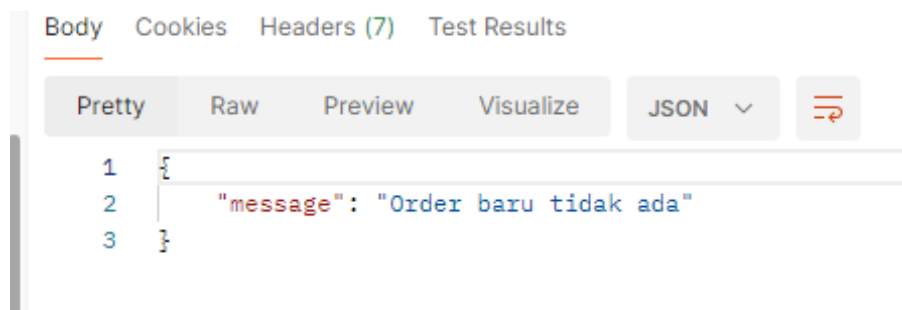 Body Cookies Headers (7) Test Results
Pretty Raw Preview Visualize JSON
1 {
2 "message": "Order baru tidak ada"
3 }